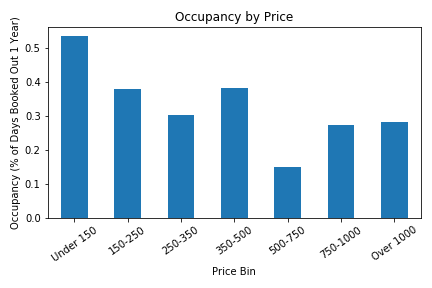 Occupancy by Price
Occupancy (% of Days Booked Out 1 Year)
0.5
0.4
0.3
0.2
0.1
0.0
Under 150
150-250
250-350
350-500
500-750
750-1000
Over 1000
Price Bin